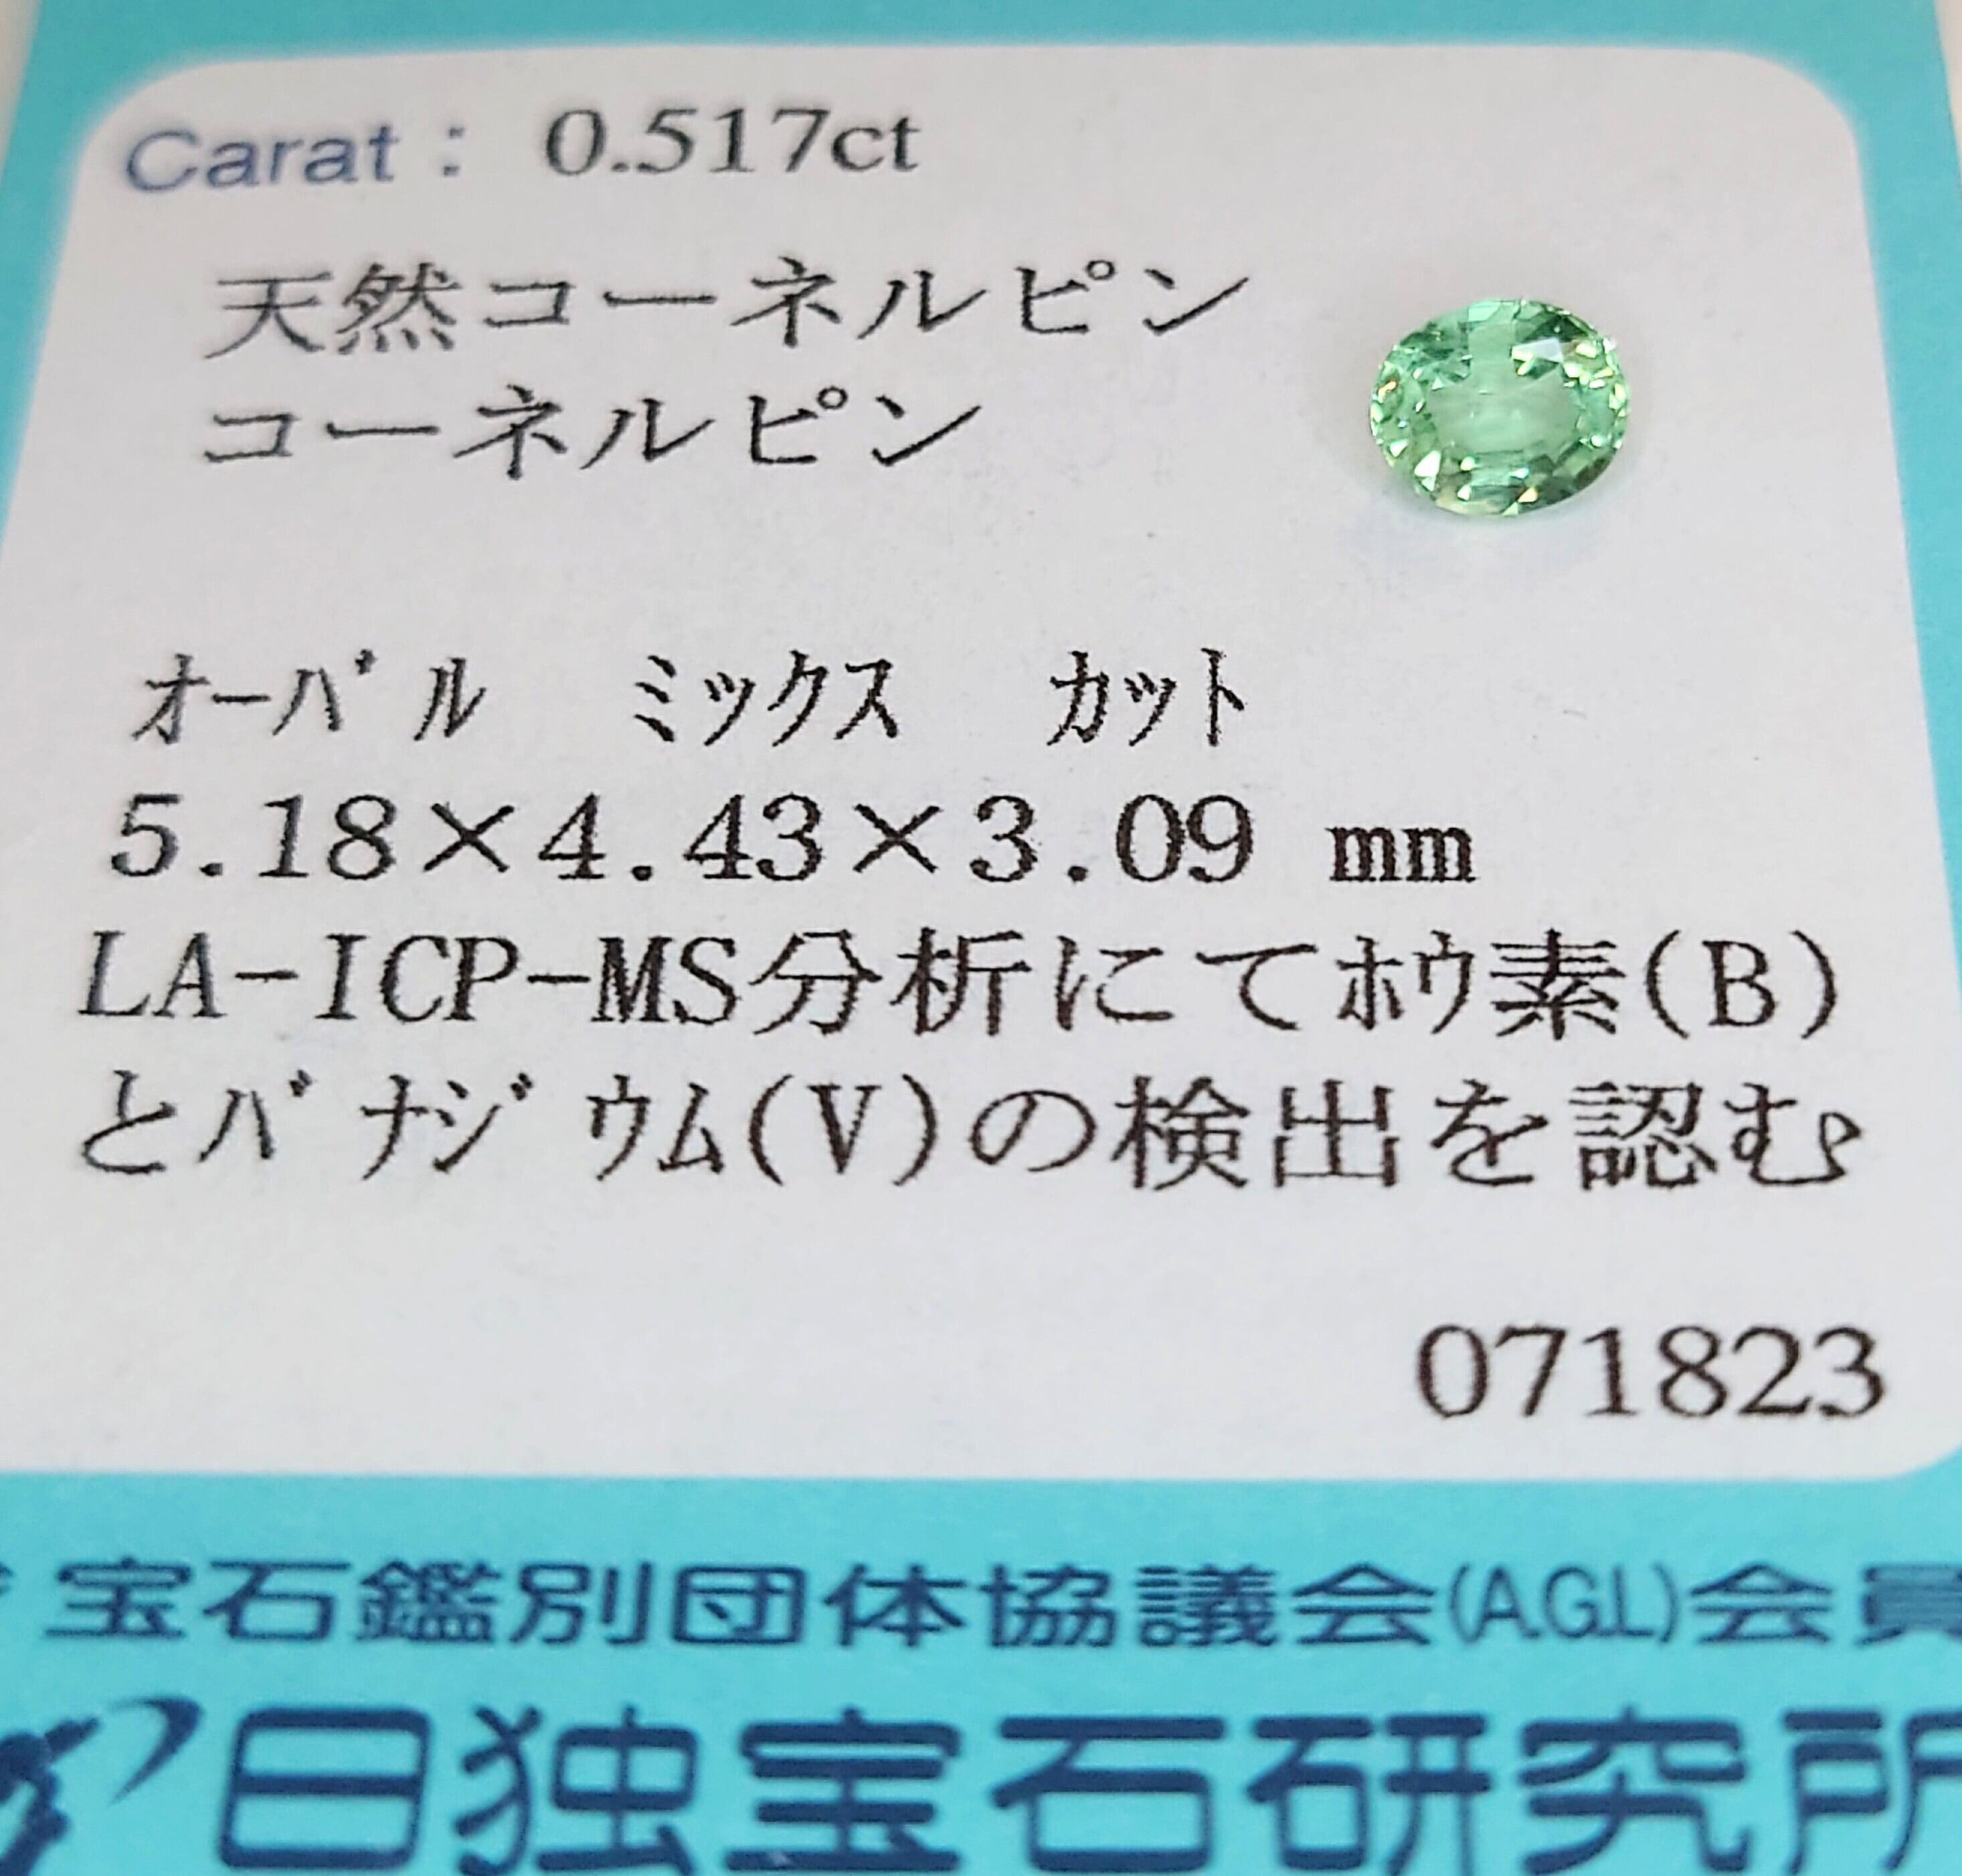 Carat : 0.517ct
天然コーネルピン
コーネルピン
ｵｰﾊﾞﾙ ﾐｯｸｽ ｶｯﾄ
5.18×4.43×3.09 mm
LA-ICP-MS分析にてﾎｳ素(B)
とﾊﾞﾅｼﾞｳﾑ(V)の検出を認む
071823
宝石鑑別団体協議会(A.G.L.)会員
日独宝石研究所